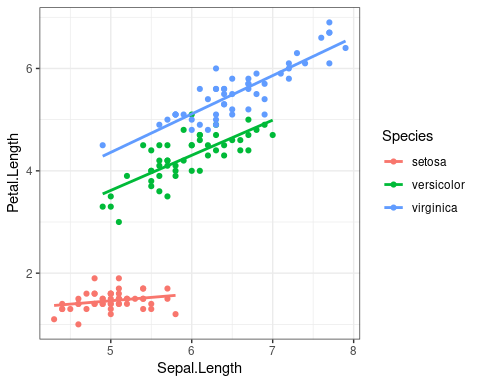 6
4
2
Petal.Length
5
6
7
8
Sepal.Length
Species
setosa
versicolor
virginica